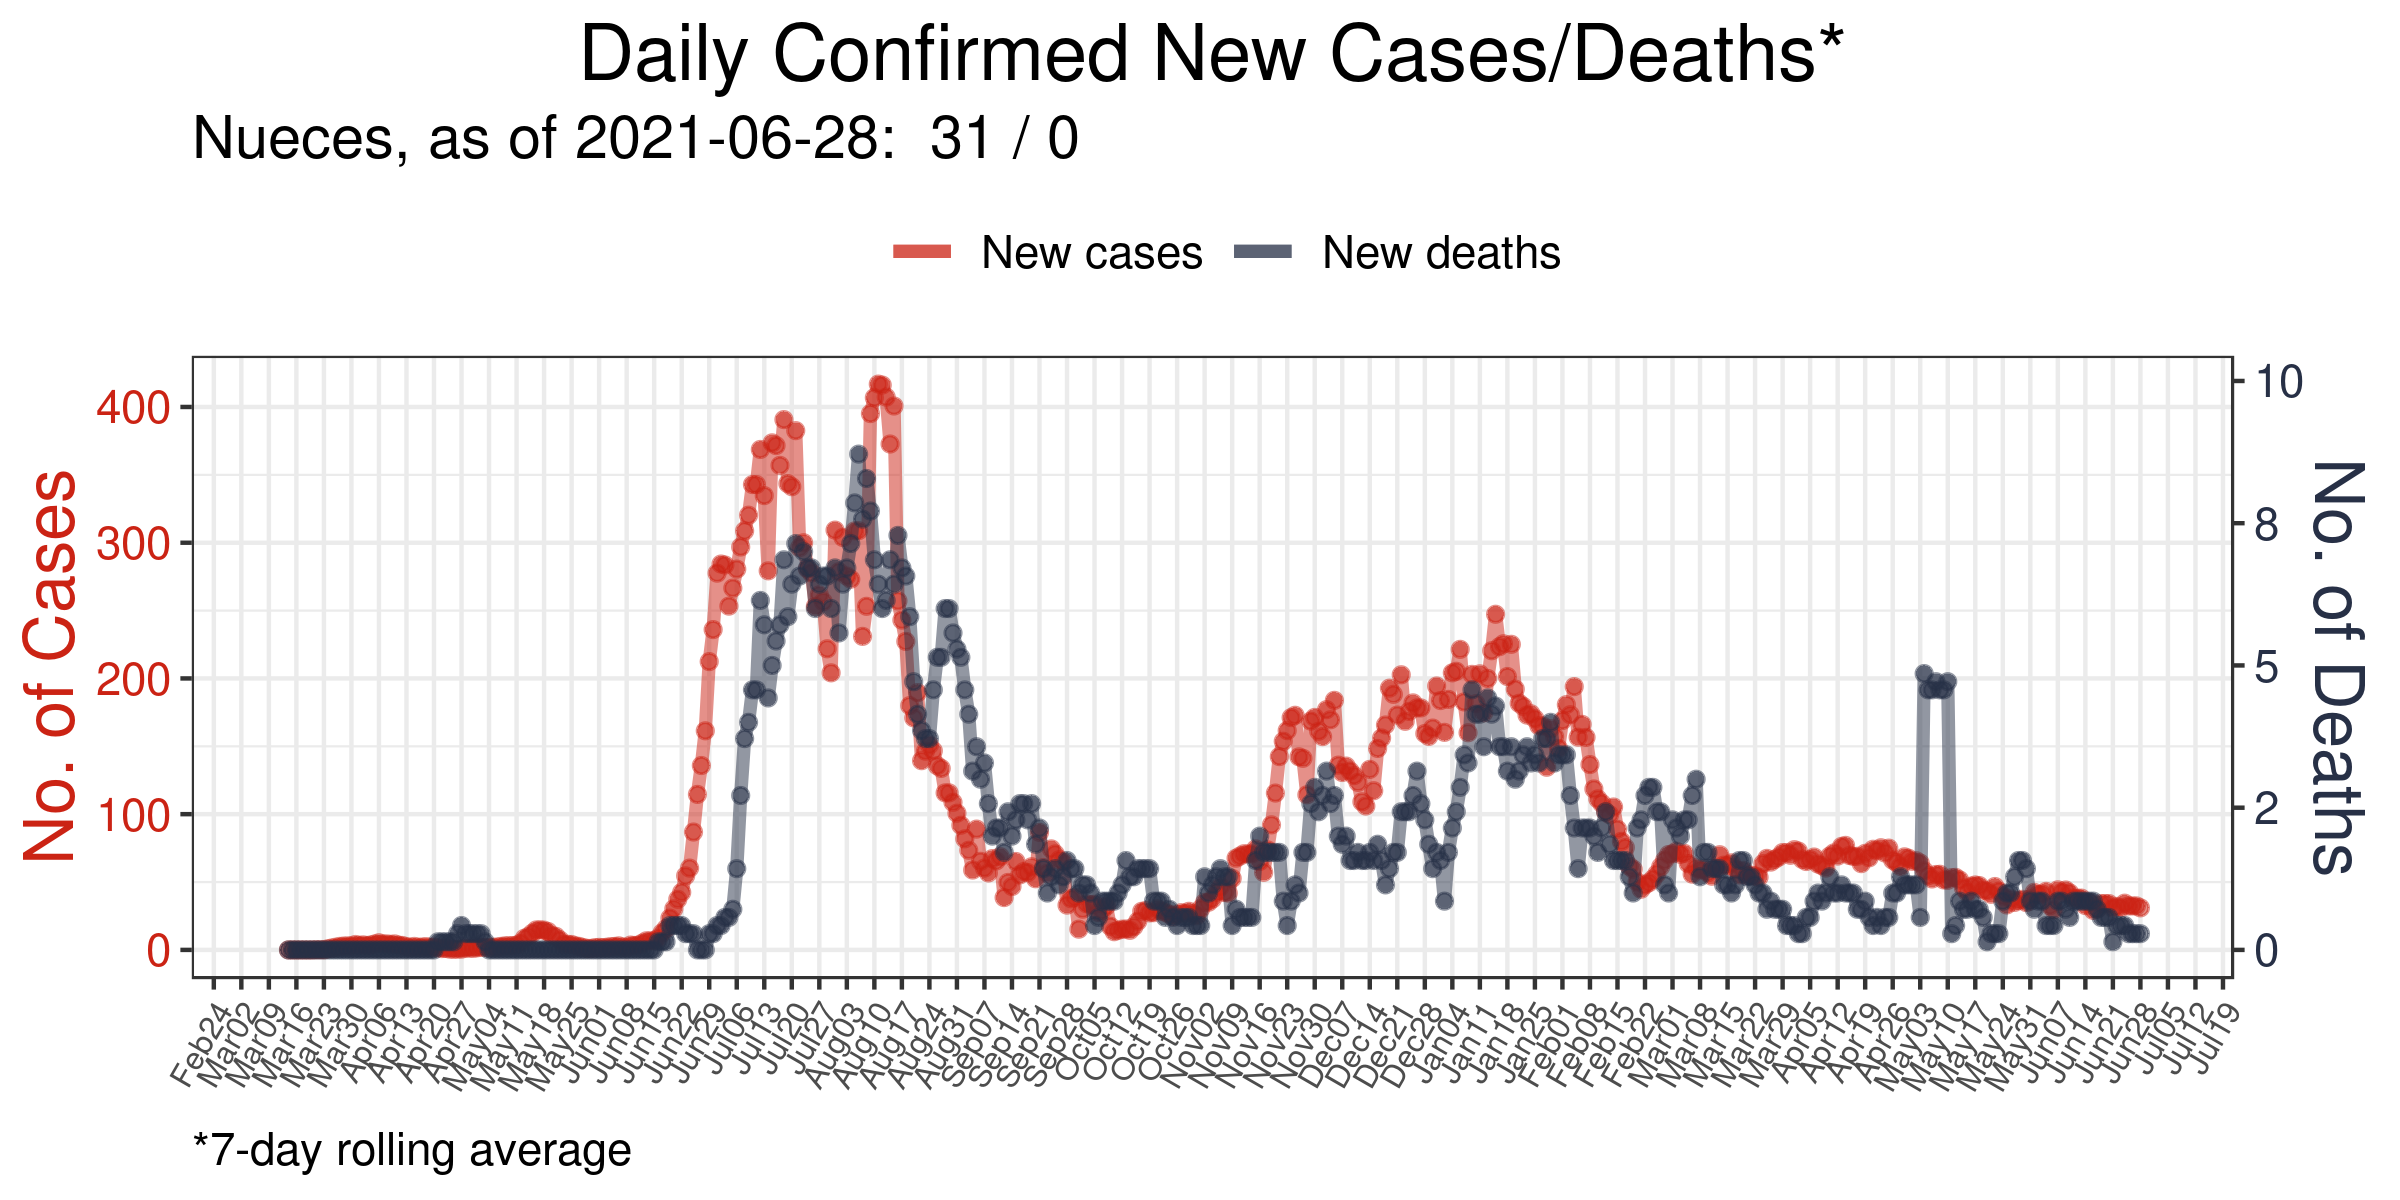 Daily Confirmed New Cases/Deaths*
Nueces, as of 2021-06-28:  31 / 0
New cases
New deaths
No. of Cases
400
300
200
100
0
10
8
5
2
0
No. of Deaths
Feb24
Mar02
Mar09
Mar16
Mar23
Mar30
Apr06
Apr13
Apr20
Apr27
May04
May11
May18
May25
Jun01
Jun08
Jun15
Jun22
Jun29
Jul06
Jul13
Jul20
Jul27
Aug03
Aug10
Aug17
Aug24
Aug31
Sep07
Sep14
Sep21
Sep28
Oct05
Oct12
Oct19
Oct26
Nov02
Nov09
Nov16
Nov23
Nov30
Dec07
Dec14
Dec21
Dec28
Jan04
Jan11
Jan18
Jan25
Feb01
Feb08
Feb15
Feb22
Mar01
Mar08
Mar15
Mar22
Mar29
Apr05
Apr12
Apr19
Apr26
May03
May10
May17
May24
May31
Jun07
Jun14
Jun21
Jun28
Jul05
Jul12
Jul19
*7-day rolling average